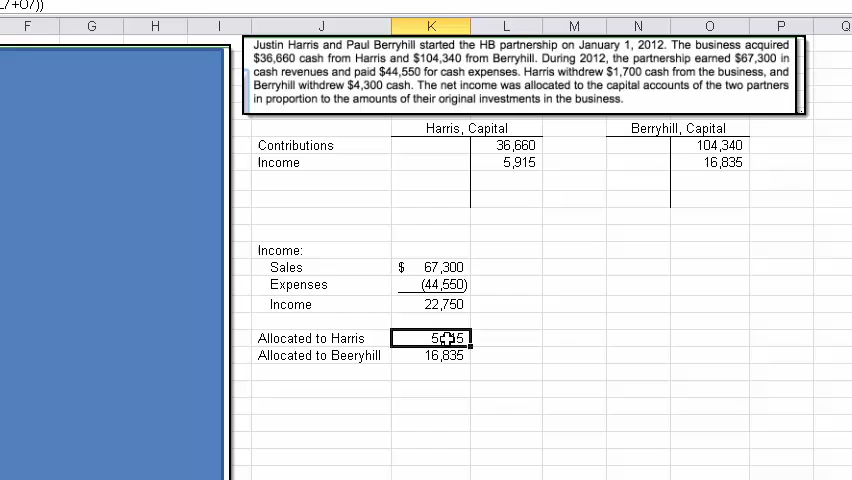 L7+O7))
F G H I J K L M N O P Q
Justin Harris and Paul Berryhill started the HB partnership on January 1, 2012. The business acquired
$36,660 cash from Harris and $104,340 from Berryhill. During 2012, the partnership earned $67,300 in
cash revenues and paid $44,550 for cash expenses. Harris withdrew $1,700 cash from the business, and
Berryhill withdrew $4,300 cash. The net income was allocated to the capital accounts of the two partners
in proportion to the amounts of their original investments in the business.
Harris, Capital Berryhill, Capital
Contributions 36,660 104,340
Income 5,915 16,835
Income:
Sales $ 67,300
Expenses (44,550)
Income 22,750
Allocated to Harris
Allocated to Beeryhill 16,835